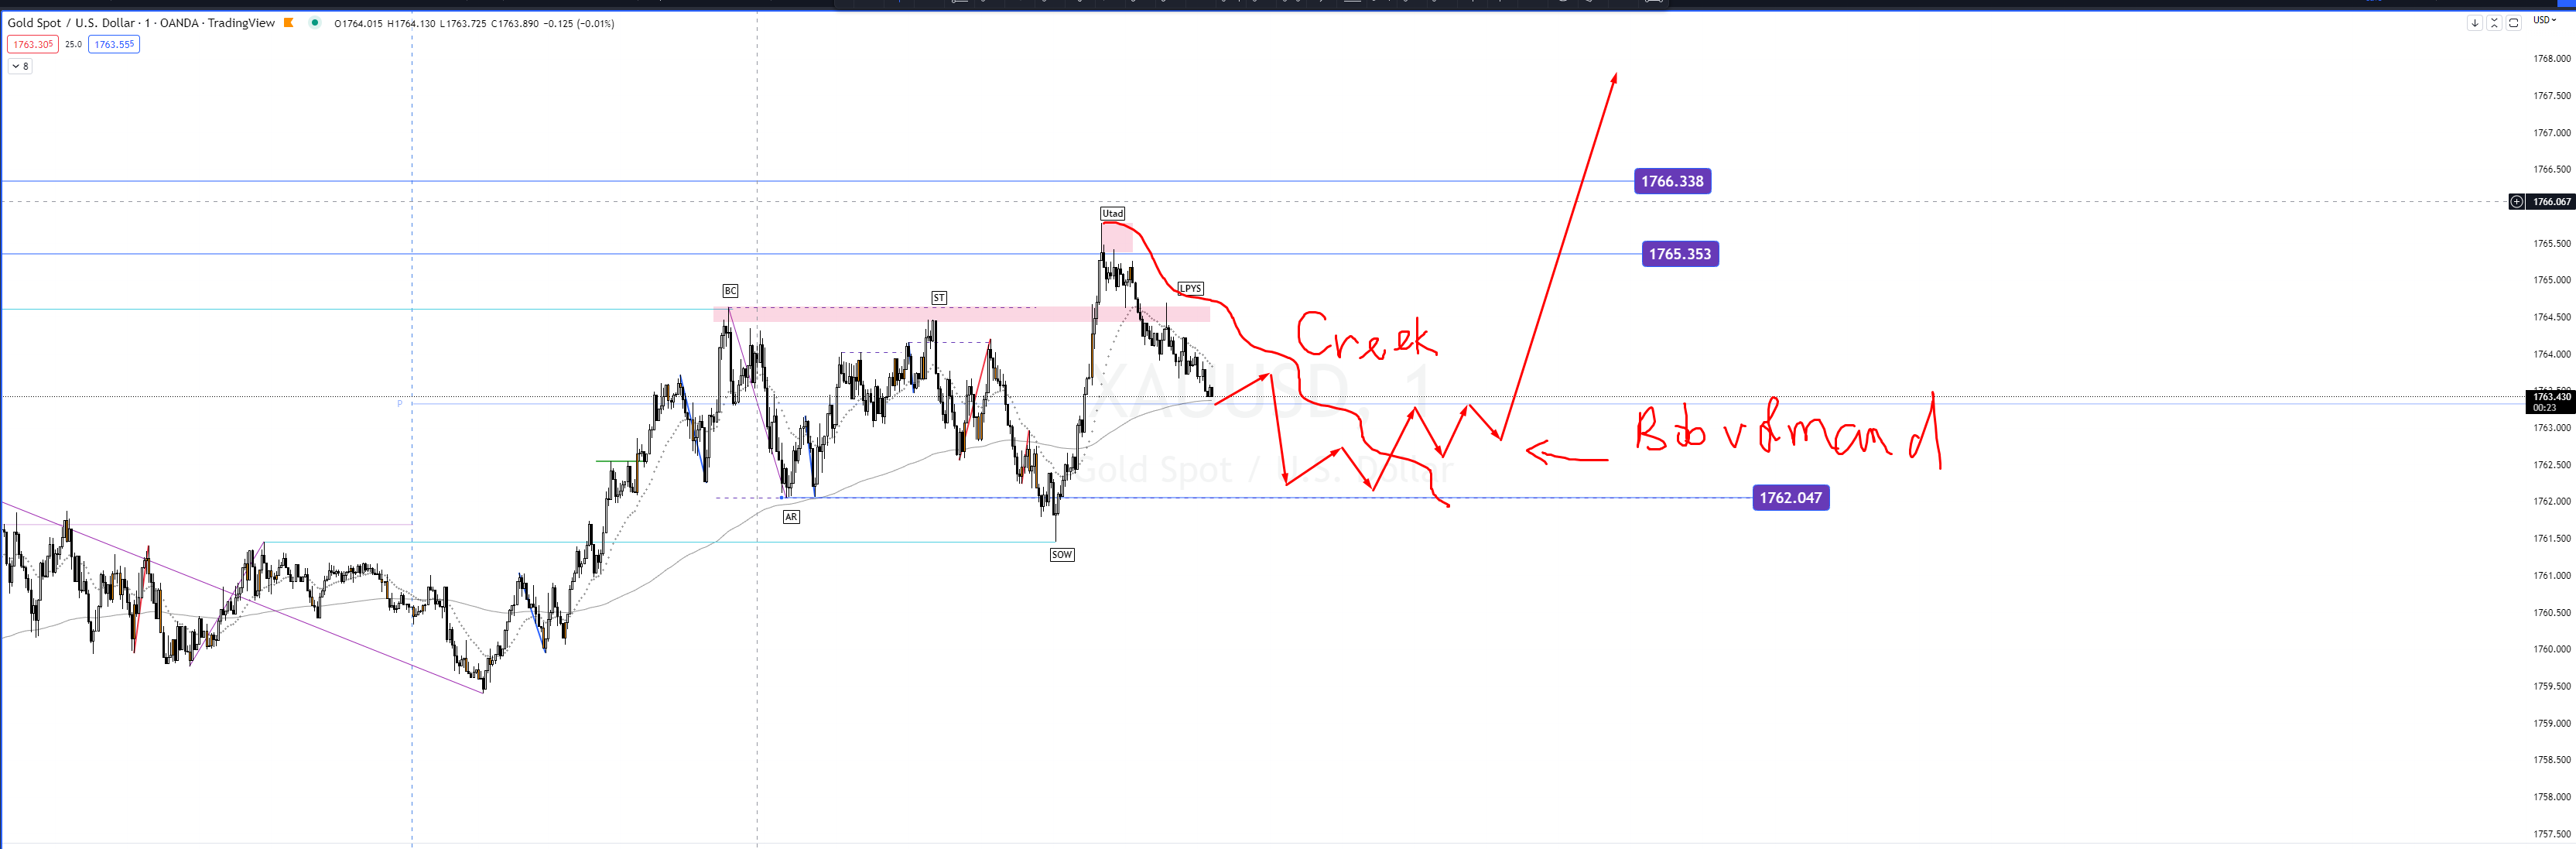 Gold Spot / U.S. Dollar · 1 · OANDA · TradingView O1764.015 H1764.130 L1763.725 C1763.890 −0.125 (−0.01%)
1763.305 25.0 1763.555
8
USD
1768.000
1767.500
1767.000
1766.500
1766.338
1766.067
Utad
1765.500
1765.353
1765.000
LPYS
BC
ST
1764.500
Creek
1764.000
XAUUSD, 1
1763.430
00:23
P
1763.000
Gold Spot / U.S. Dollar
1762.500
1762.047
1762.000
AR
1761.500
SOW
1761.000
1760.500
1760.000
1759.500
1759.000
1758.500
1758.000
1757.500